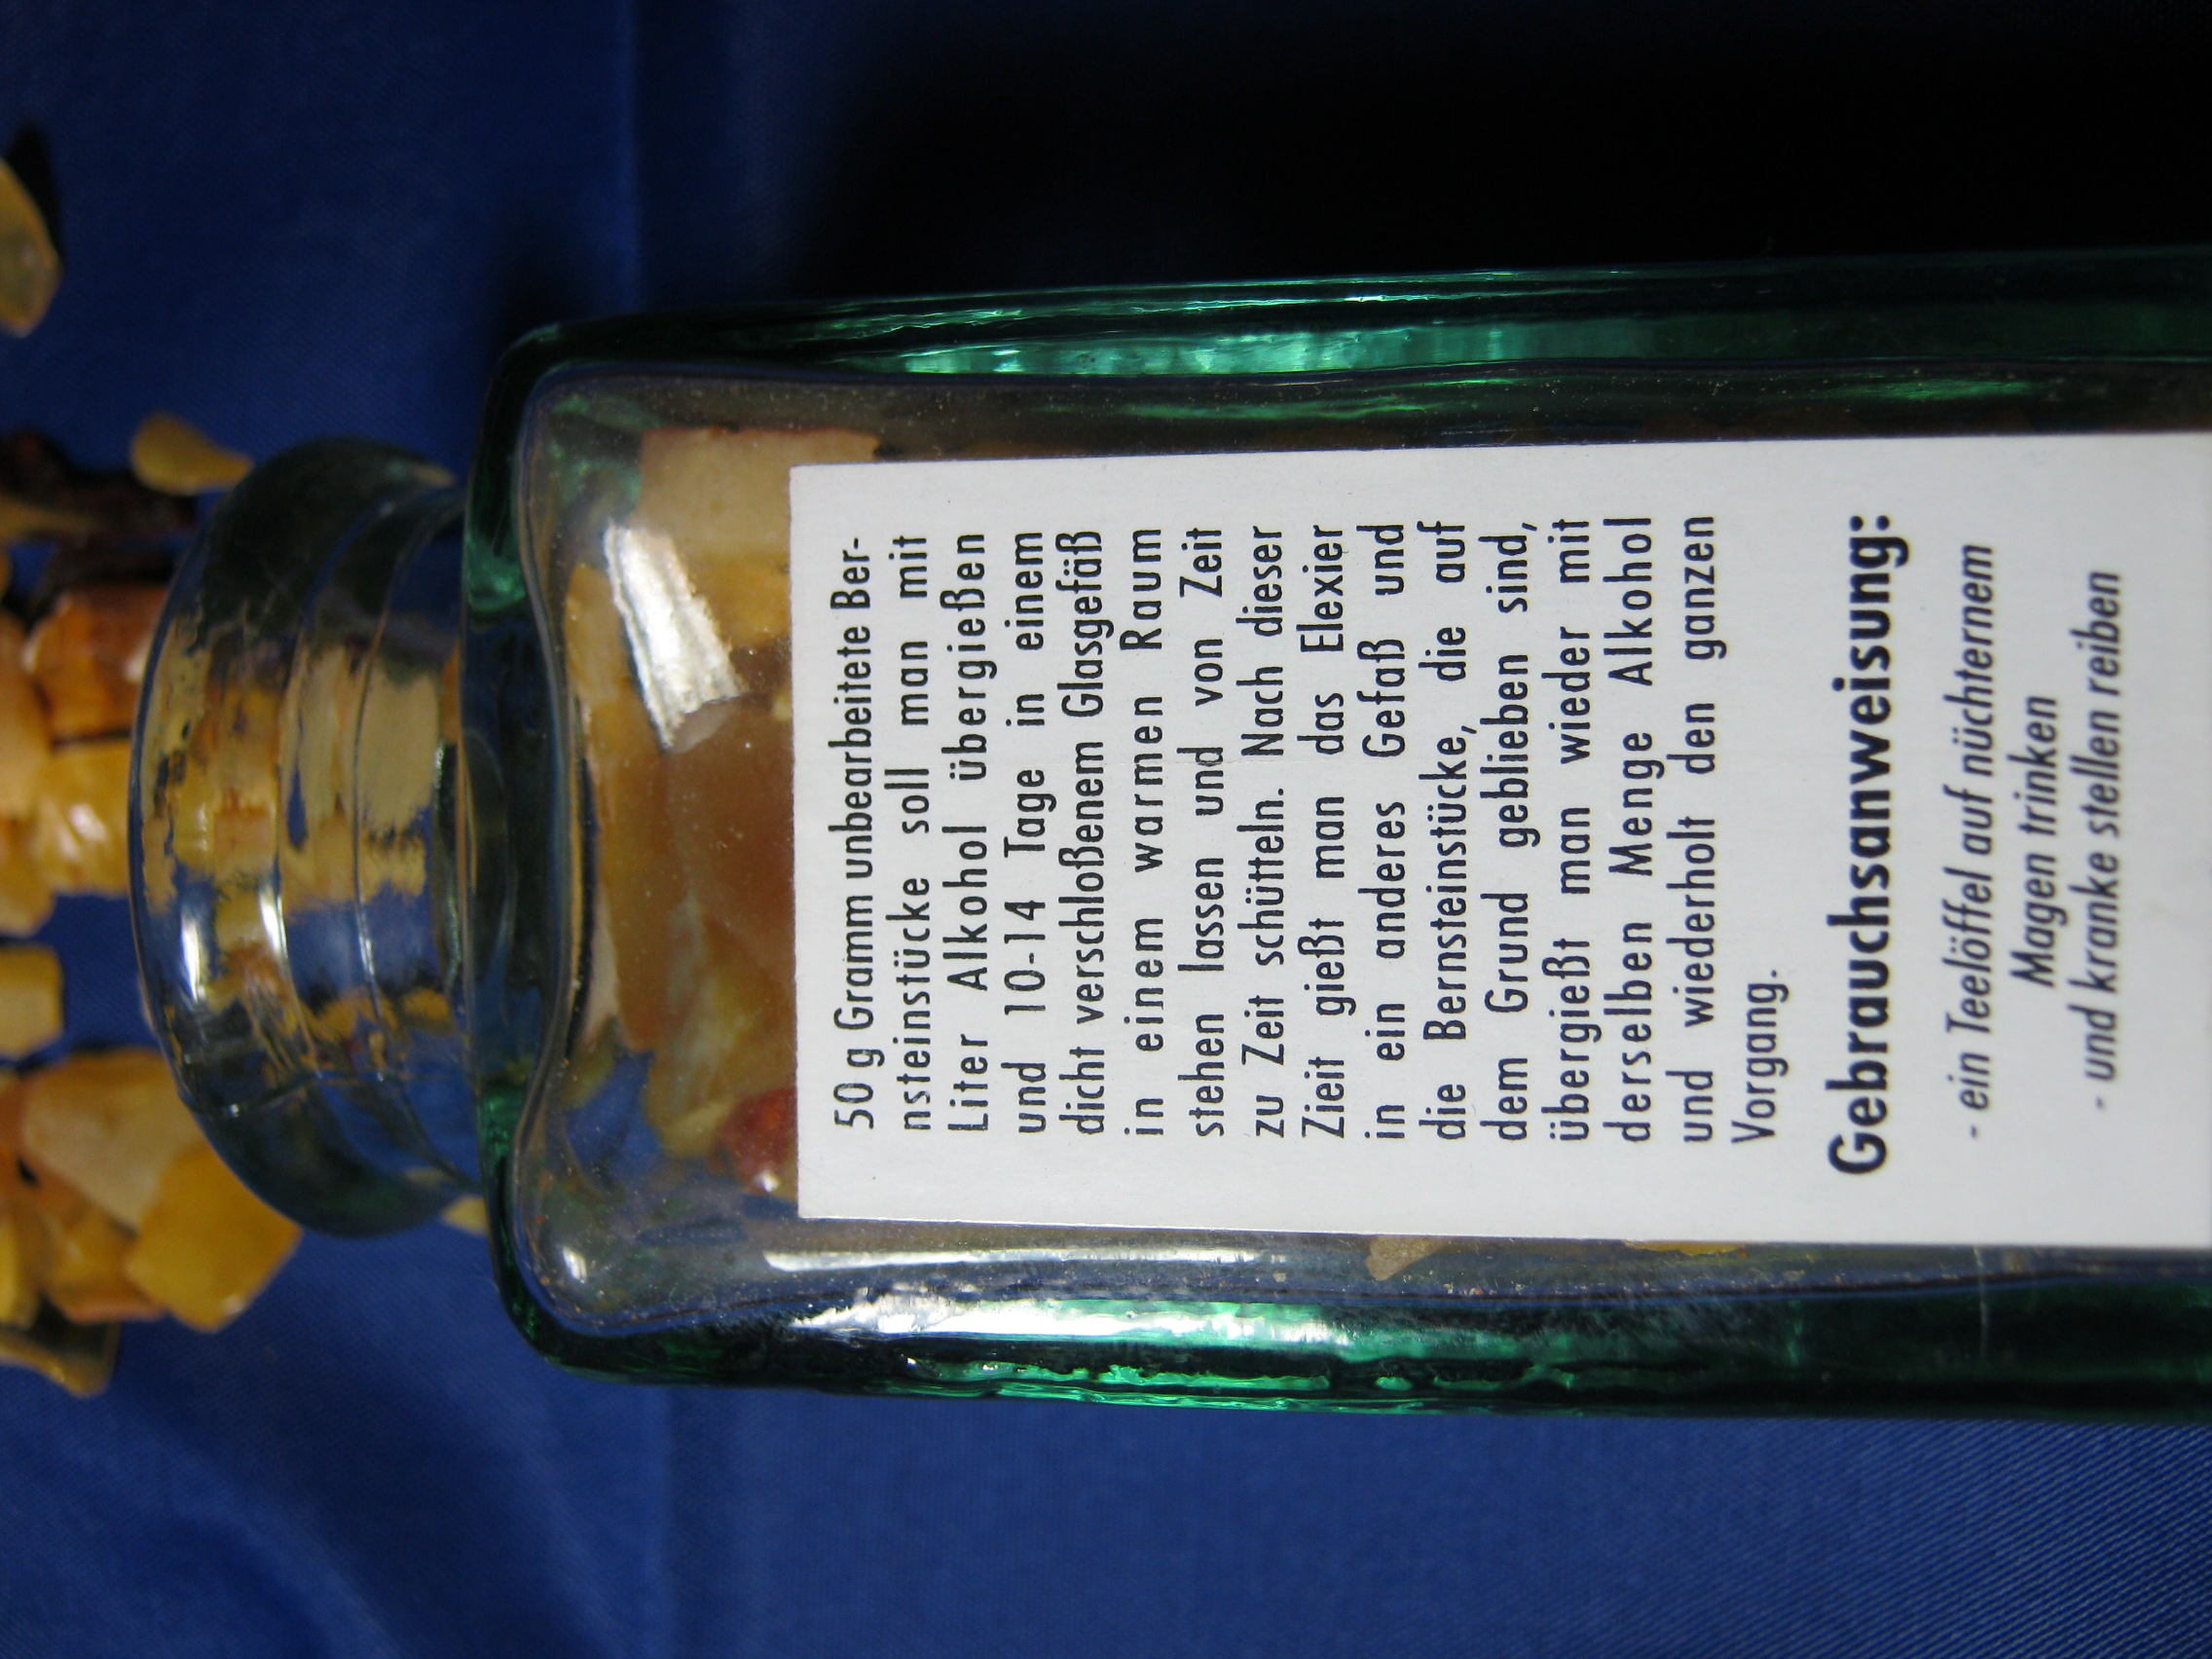 50 g Gramm unbearbeitete Ber-
nsteinstücke soll man mit
Liter Alkohol übergießen
und 10-14 Tage in einem
dicht verschloßenem Glasgefäß
in einem warmen Raum
stehen lassen und von Zeit
zu Zeit schütteln. Nach dieser
Zieit gießt man das Elexier
in ein anderes Gefaß und
die Bernsteinstücke, die auf
dem Grund geblieben sind,
übergießt man wieder mit
derselben Menge Alkohol
und wiederholt den ganzen
Vorgang.
Gebrauchsanweisung:
- ein Teelöffel auf nüchternem
Magen trinken
- und kranke stellen reiben